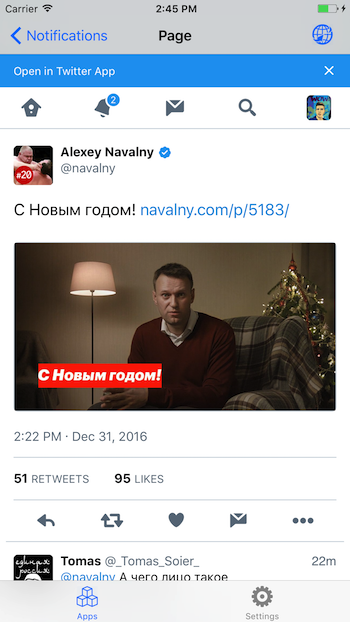 Carrier 2:45 PM
Notifications Page
Open in Twitter App ×
2
#20
Alexey Navalny
@navalny
С Новым годом! navalny.com/p/5183/
С Новым годом!
2:22 PM · Dec 31, 2016
51 RETWEETS 95 LIKES
единая
россия
Tomas @_Tomas_Soier_ 22m
@navalny А чего лицо такое
Apps Settings